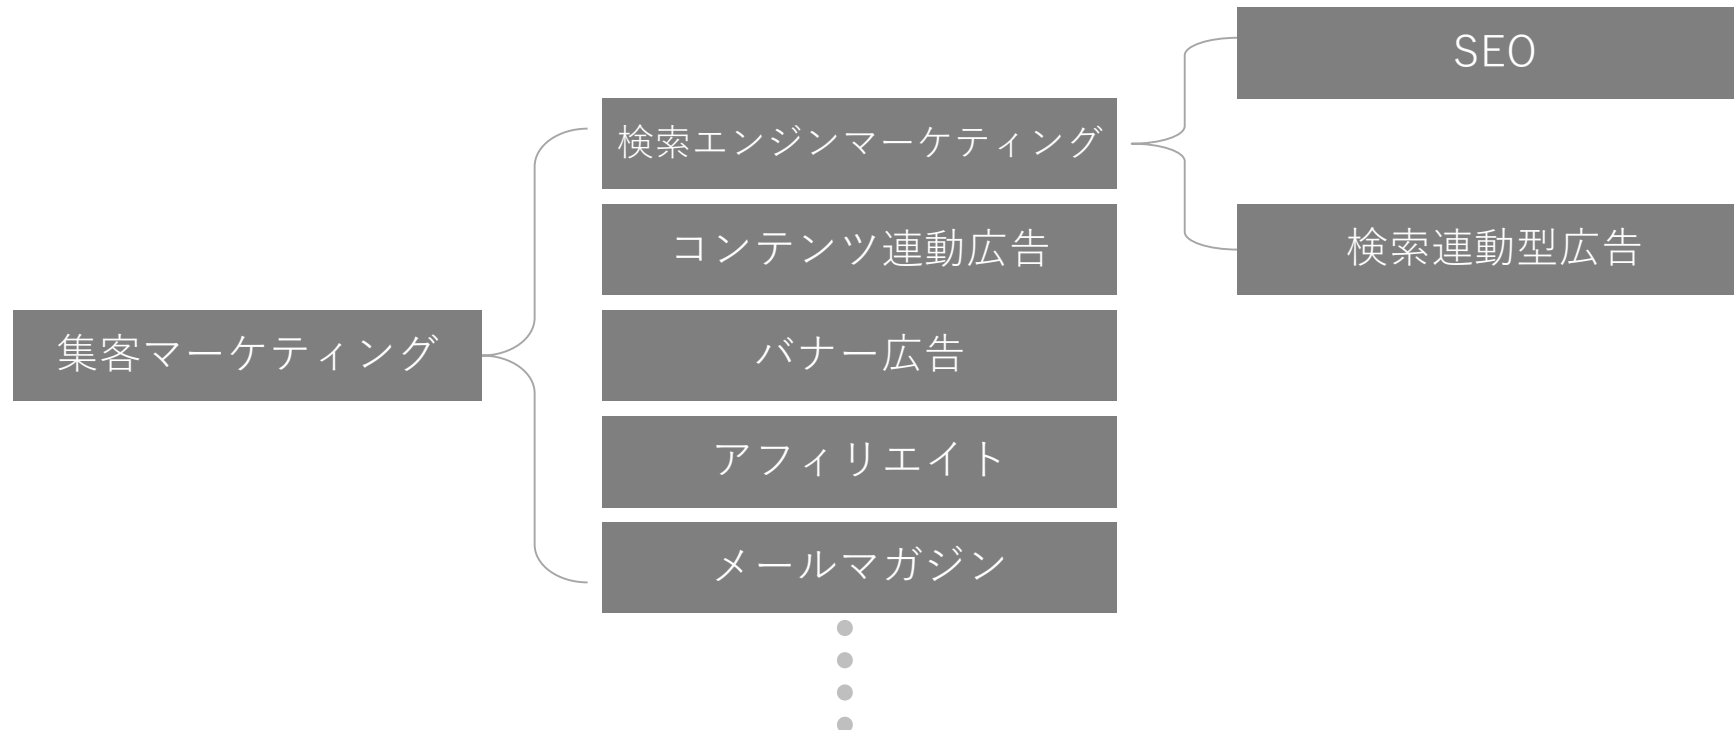 SEO
検索エンジンマーケティング
コンテンツ連動広告
検索連動型広告
集客マーケティング
バナー広告
アフィリエイト
メールマガジン